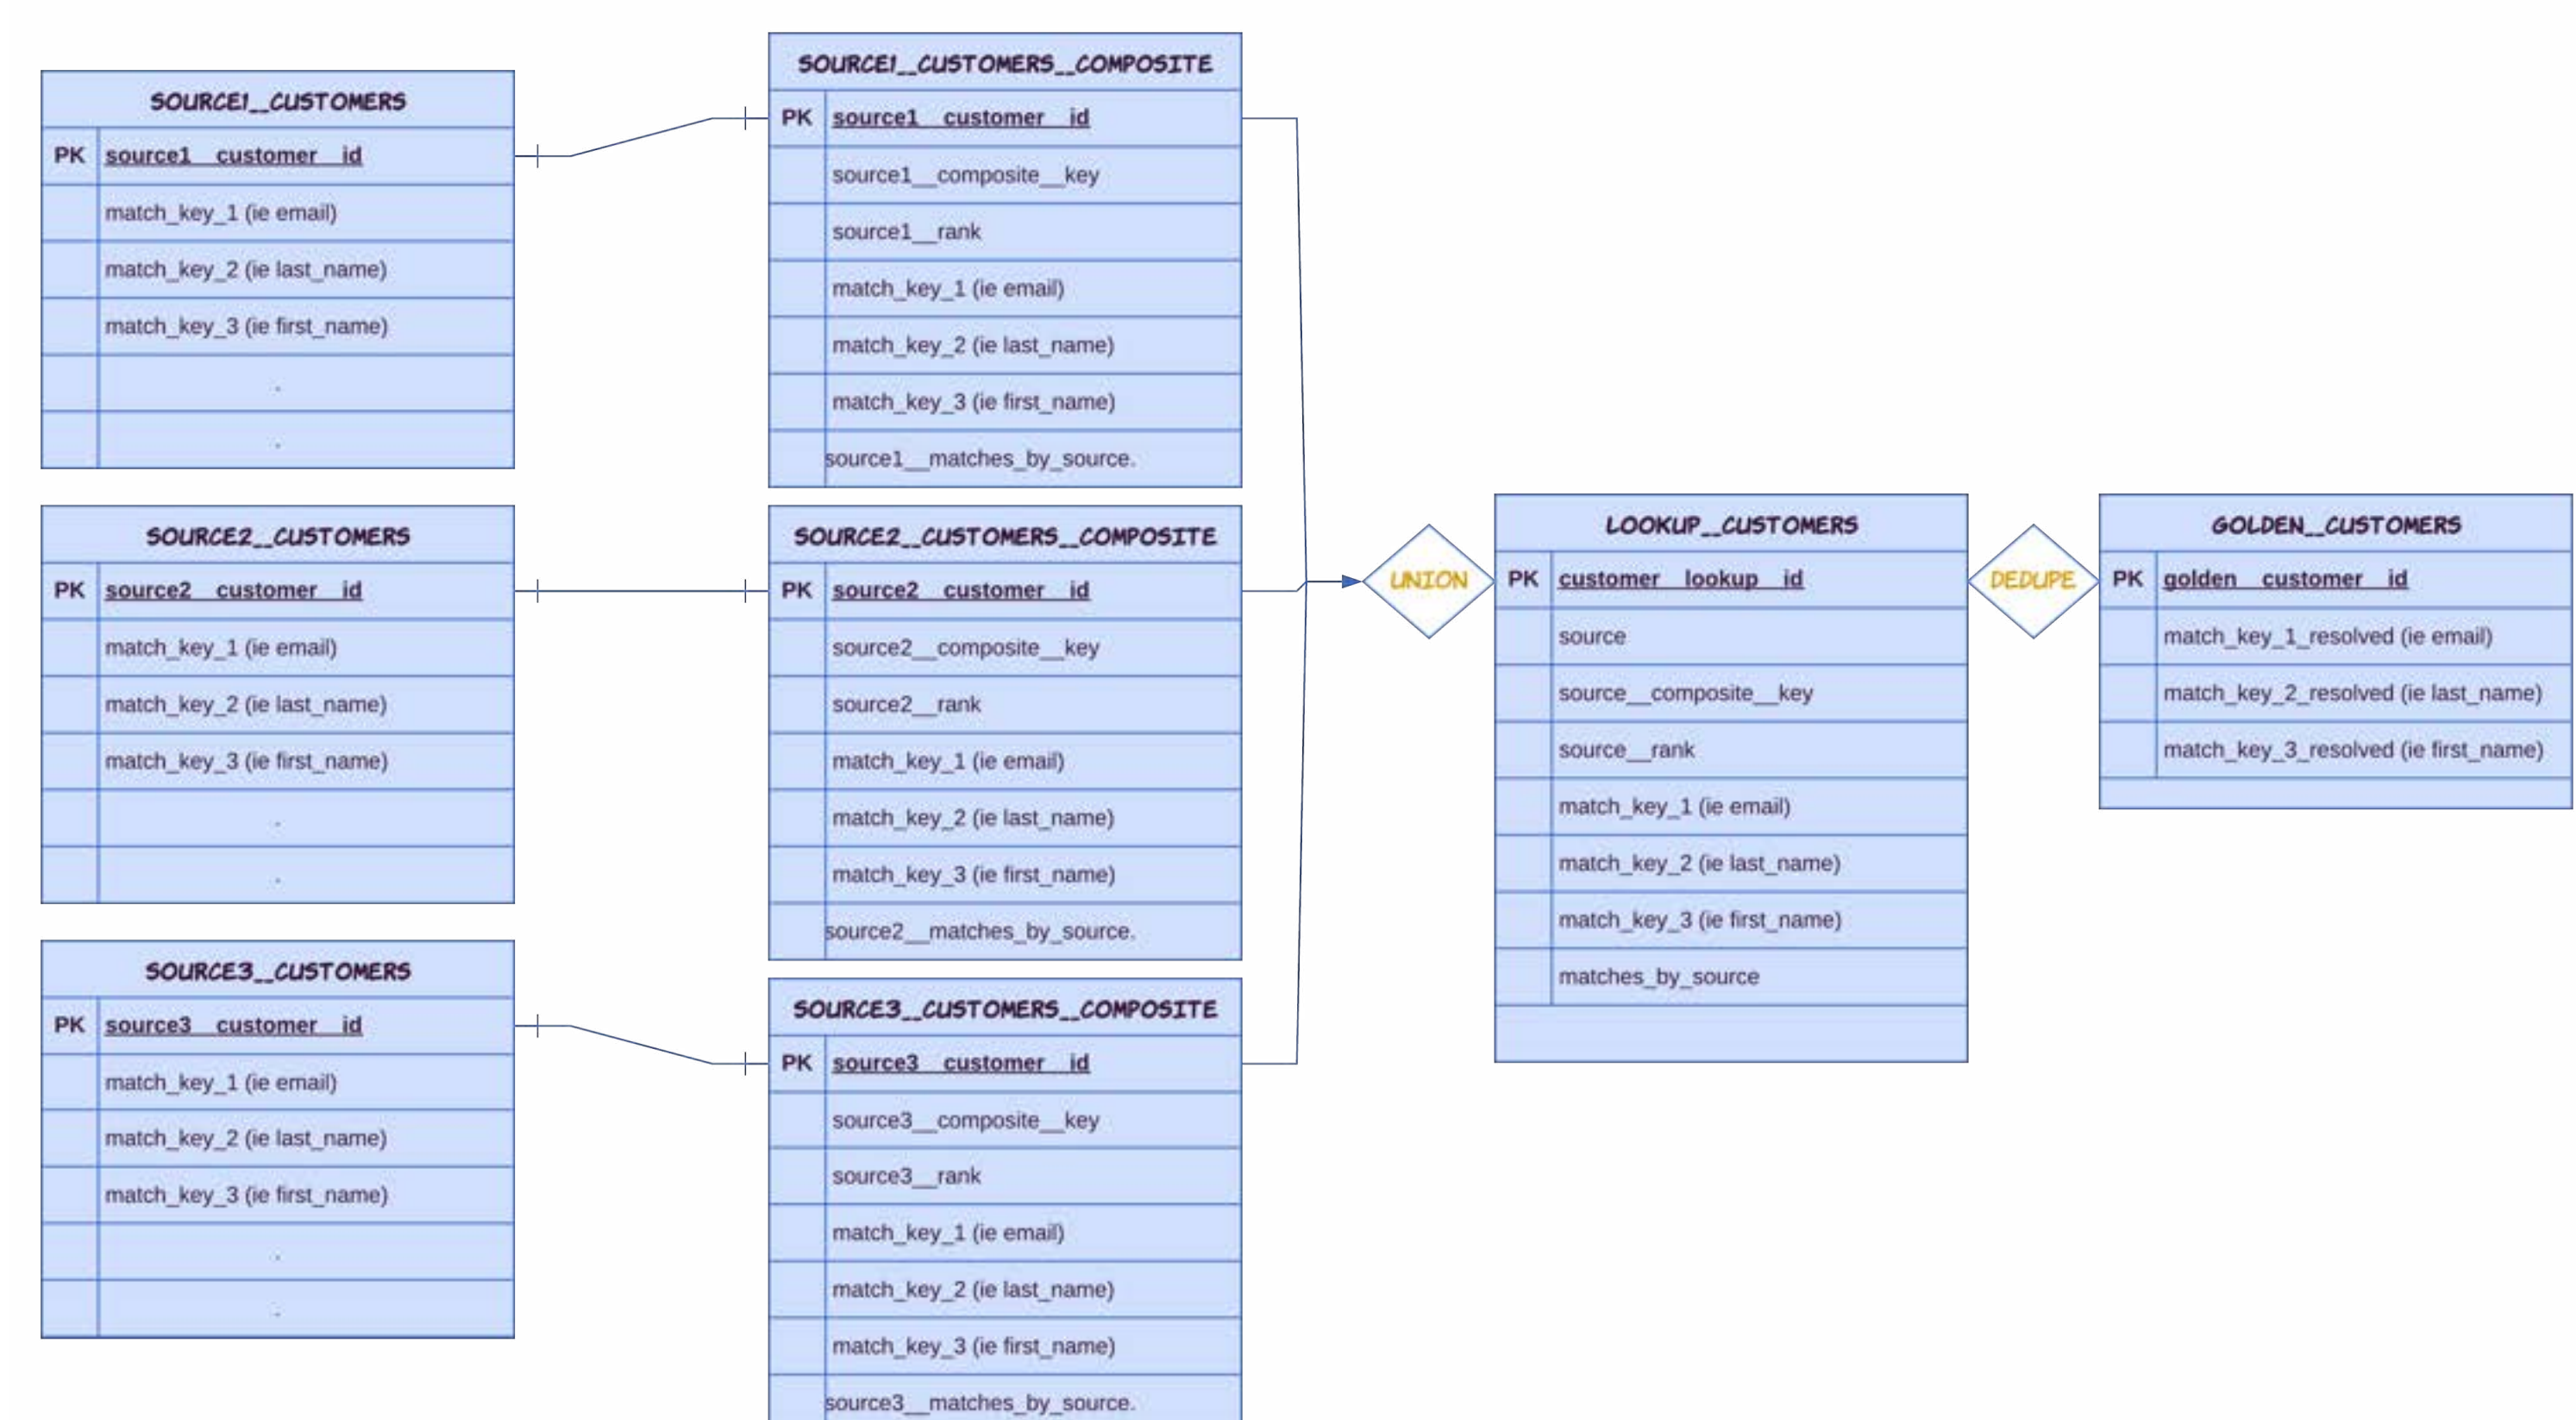 SOURCE1__CUSTOMERS
PK source1__customer__id
match_key_1 (ie email)
match_key_2 (ie last_name)
match_key_3 (ie first_name)
.
.
SOURCE2__CUSTOMERS
PK source2__customer__id
match_key_1 (ie email)
match_key_2 (ie last_name)
match_key_3 (ie first_name)
.
.
SOURCE3__CUSTOMERS
PK source3__customer__id
match_key_1 (ie email)
match_key_2 (ie last_name)
match_key_3 (ie first_name)
.
.
SOURCE1__CUSTOMERS__COMPOSITE
PK source1__customer__id
source1__composite__key
source1__rank
match_key_1 (ie email)
match_key_2 (ie last_name)
match_key_3 (ie first_name)
source1__matches_by_source.
SOURCE2__CUSTOMERS__COMPOSITE
PK source2__customer__id
source2__composite__key
source2__rank
match_key_1 (ie email)
match_key_2 (ie last_name)
match_key_3 (ie first_name)
source2__matches_by_source.
SOURCE3__CUSTOMERS__COMPOSITE
PK source3__customer__id
source3__composite__key
source3__rank
match_key_1 (ie email)
match_key_2 (ie last_name)
match_key_3 (ie first_name)
source3__matches_by_source.
UNION
LOOKUP__CUSTOMERS
PK customer__lookup__id
source
source__composite__key
source__rank
match_key_1 (ie email)
match_key_2 (ie last_name)
match_key_3 (ie first_name)
matches_by_source
DEDUPE
GOLDEN__CUSTOMERS
PK golden__customer__id
match_key_1_resolved (ie email)
match_key_2_resolved (ie last_name)
match_key_3_resolved (ie first_name)